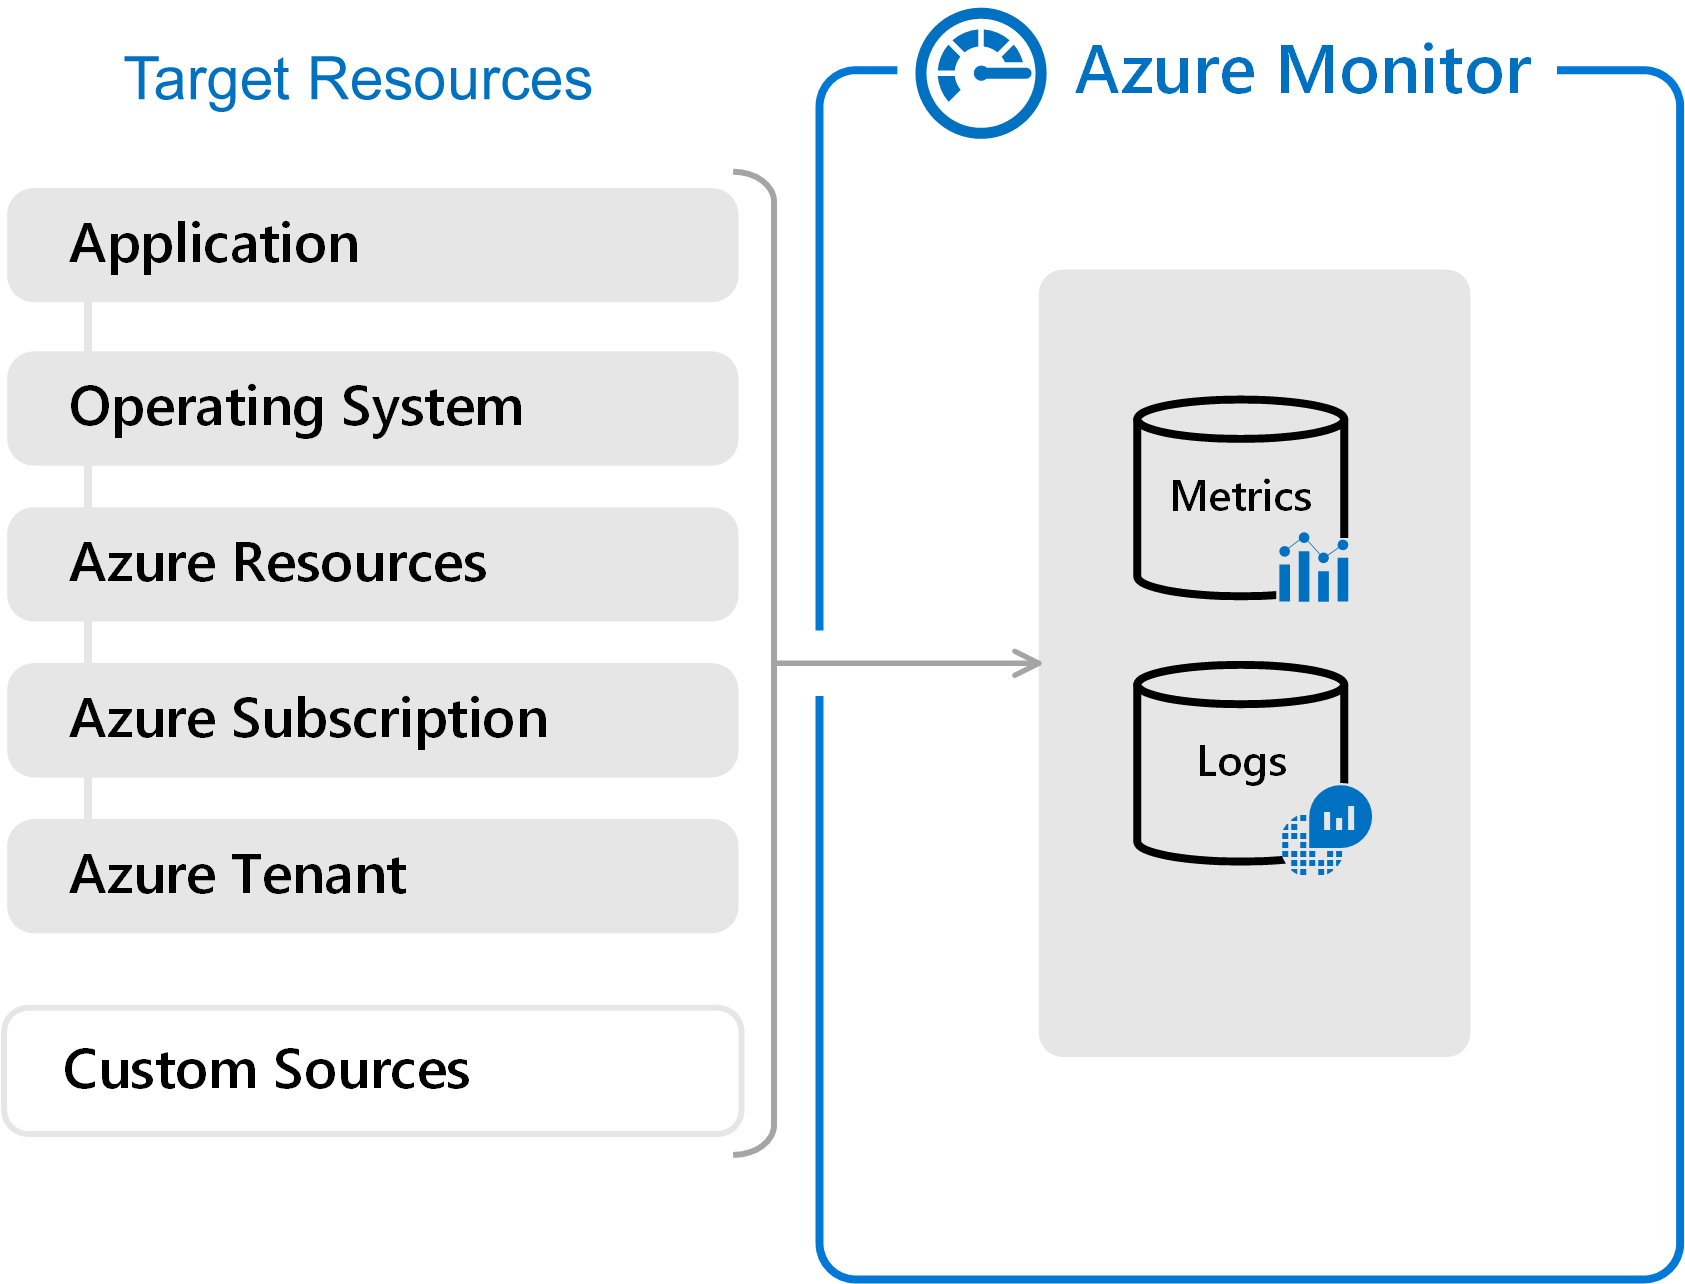 Target Resources
Azure Monitor
Application
Operating System
Azure Resources
Azure Subscription
Azure Tenant
Custom Sources
Metrics
Logs